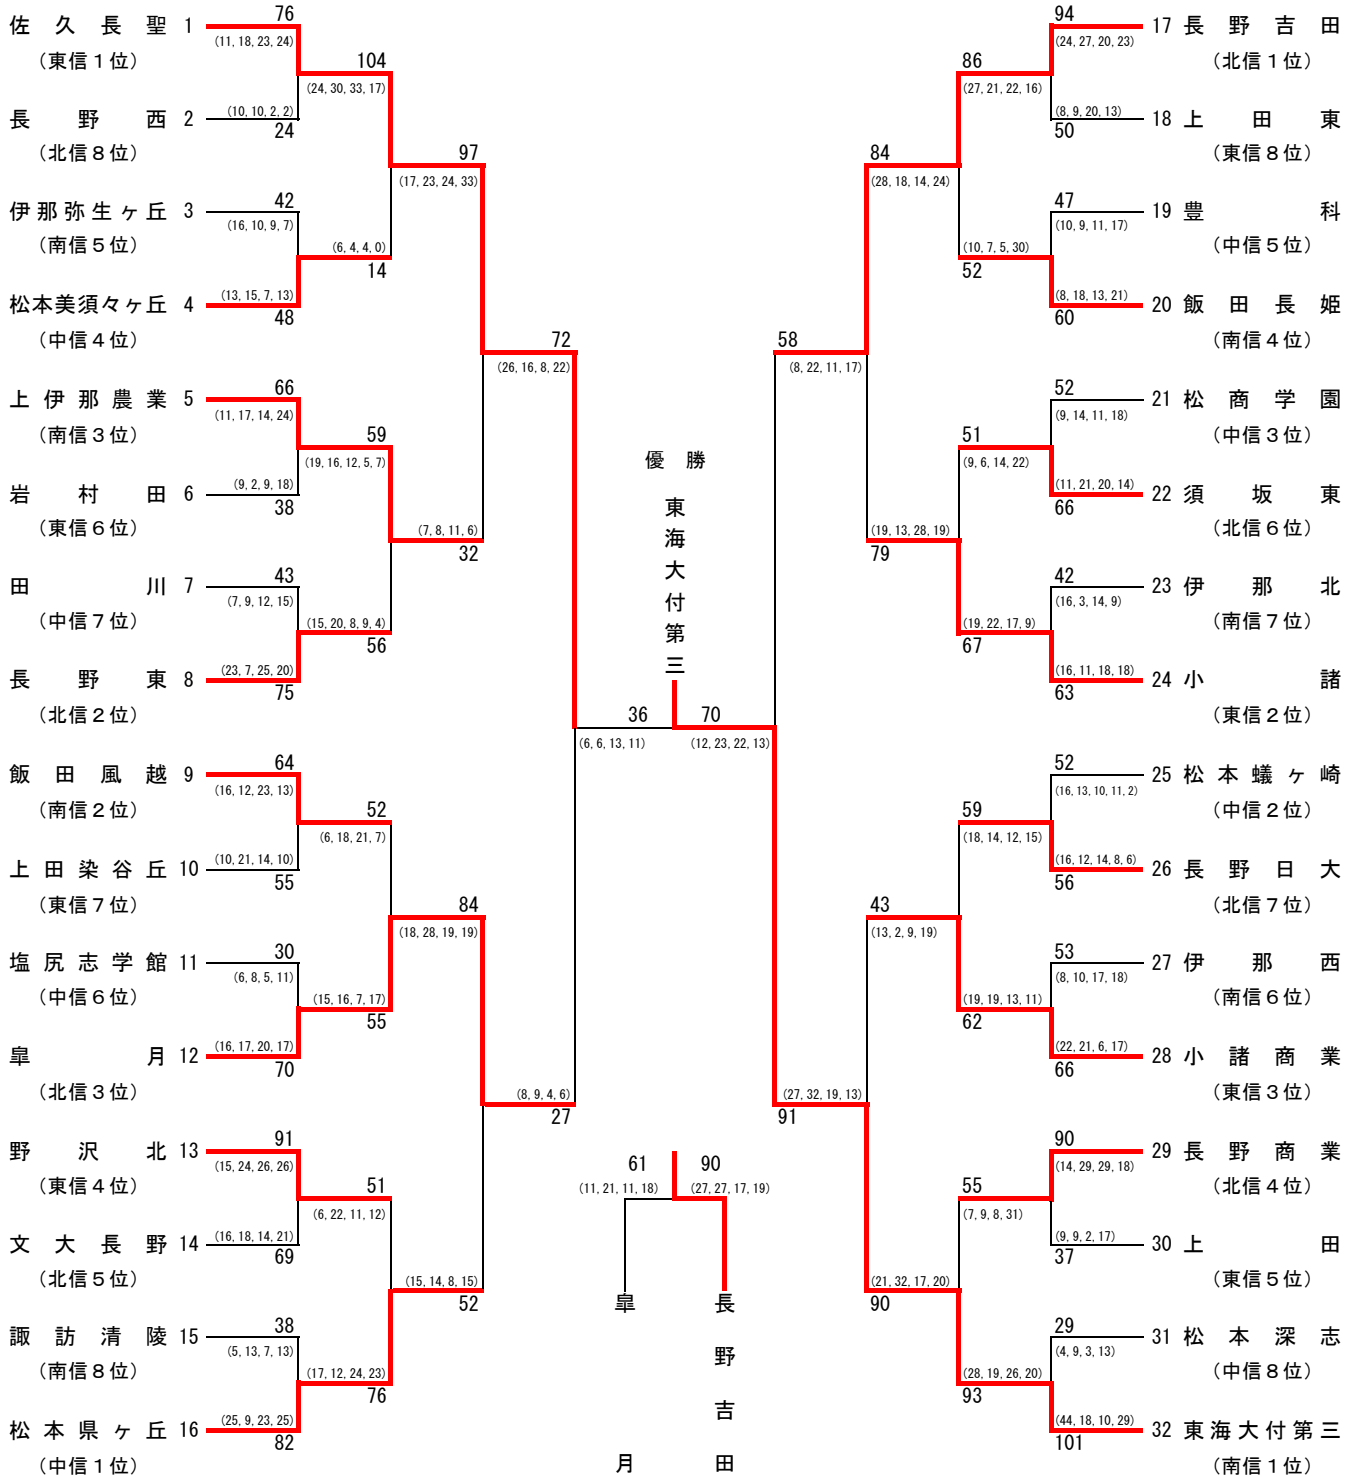 佐久長聖 1 76
(11, 18, 23, 24)
(東信1位)
104
(24, 30, 33, 17)
長野西 2 (10, 10, 2, 2)
24
(北信8位)
97
(17, 23, 24, 33)
伊那弥生ヶ丘 3 42
(16, 10, 9, 7)
(南信5位)
(6, 4, 4, 0)
14
松本美須々ヶ丘 4 (13, 15, 7, 13)
48
(中信4位)
72
(26, 16, 8, 22)
上伊那農業 5 66
(11, 17, 14, 24)
(南信3位)
59
(19, 16, 12, 5, 7)
岩村田 6 (9, 2, 9, 18)
38
(東信6位)
(7, 8, 11, 6)
32
田川 7 43
(7, 9, 12, 15)
(中信7位)
(15, 20, 8, 9, 4)
56
長野東 8 (23, 7, 25, 20)
75
(北信2位)
36
(6, 6, 13, 11)
飯田風越 9 64
(16, 12, 23, 13)
(南信2位)
52
(6, 18, 21, 7)
上田染谷丘 10 (10, 21, 14, 10)
55
(東信7位)
84
(18, 28, 19, 19)
塩尻志学館 11 30
(6, 8, 5, 11)
(中信6位)
(15, 16, 7, 17)
55
皐月 12 (16, 17, 20, 17)
70
(北信3位)
(8, 9, 4, 6)
27
野沢北 13 91
(15, 24, 26, 26)
(東信4位)
51
(6, 22, 11, 12)
文大長野 14 (16, 18, 14, 21)
69
(北信5位)
(15, 14, 8, 15)
52
諏訪清陵 15 38
(5, 13, 7, 13)
(南信8位)
(17, 12, 24, 23)
76
松本県ヶ丘 16 (25, 9, 23, 25)
82
(中信1位)
優勝
東海大付第三
70
(12, 23, 22, 13)
61
(11, 21, 11, 18)
90
(27, 27, 17, 19)
皐月
長野吉田
94
(24, 27, 20, 23)
17 長野吉田
(北信1位)
86
(27, 21, 22, 16)
(8, 9, 20, 13)
50
18 上田東
(東信8位)
84
(28, 18, 14, 24)
47
(10, 9, 11, 17)
19 豊科
(中信5位)
(10, 7, 5, 30)
52
(8, 18, 13, 21)
60
20 飯田長姫
(南信4位)
58
(8, 22, 11, 17)
52
(9, 14, 11, 18)
21 松商学園
(中信3位)
51
(9, 6, 14, 22)
(11, 21, 20, 14)
66
22 須坂東
(北信6位)
(19, 13, 28, 19)
79
42
(16, 3, 14, 9)
23 伊那北
(南信7位)
(19, 22, 17, 9)
67
(16, 11, 18, 18)
63
24 小諸
(東信2位)
52
(16, 13, 10, 11, 2)
25 松本蟻ヶ崎
(中信2位)
59
(18, 14, 12, 15)
(16, 12, 14, 8, 6)
56
26 長野日大
(北信7位)
43
(13, 2, 9, 19)
53
(8, 10, 17, 18)
27 伊那西
(南信6位)
(19, 19, 13, 11)
62
(22, 21, 6, 17)
66
28 小諸商業
(東信3位)
(27, 32, 19, 13)
91
90
(14, 29, 29, 18)
29 長野商業
(北信4位)
55
(7, 9, 8, 31)
(9, 9, 2, 17)
37
30 上田
(東信5位)
(21, 32, 17, 20)
90
29
(4, 9, 3, 13)
31 松本深志
(中信8位)
(28, 19, 26, 20)
93
(44, 18, 10, 29)
101
32 東海大付第三
(南信1位)